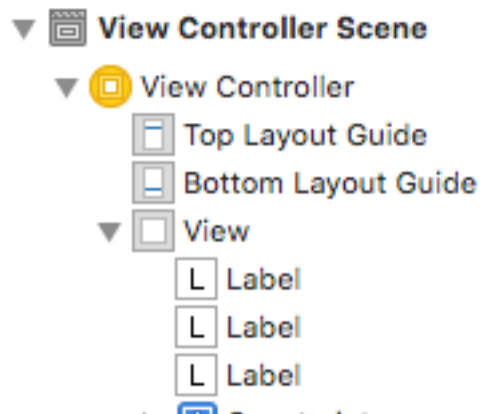 View Controller Scene
View Controller
Top Layout Guide
Bottom Layout Guide
View
L Label
L Label
L Label